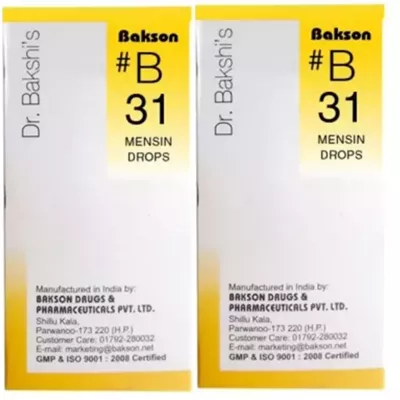 Dr. Bakshi's
Bakson
#B
31
MENSIN
DROPS
Manufactured in India by:
BAKSON DRUGS &
PHARMACEUTICALS PVT. LTD.
Shillu Kala,
Parwanoo-173 220 (H.P.)
Customer Care: 01792-280032
E-mail: marketing@bakson.net
GMP & ISO 9001 : 2008 Certified
Dr. Bakshi's
Bakson
#B
31
MENSIN
DROPS
Manufactured in India by:
BAKSON DRUGS &
PHARMACEUTICALS PVT. LTD.
Shillu Kala,
Parwanoo-173 220 (H.P.)
Customer Care: 01792-280032
E-mail: marketing@bakson.net
GMP & ISO 9001 : 2008 Certified